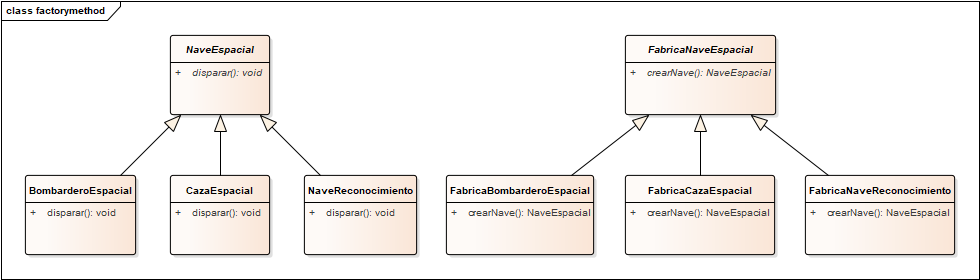 class factorymethod
NaveEspacial
+ disparar(): void
FabricaNaveEspacial
+ crearNave(): NaveEspacial
BombarderoEspacial
+ disparar(): void
CazaEspacial
+ disparar(): void
NaveReconocimiento
+ disparar(): void
FabricaBombarderoEspacial
+ crearNave(): NaveEspacial
FabricaCazaEspacial
+ crearNave(): NaveEspacial
FabricaNaveReconocimiento
+ crearNave(): NaveEspacial